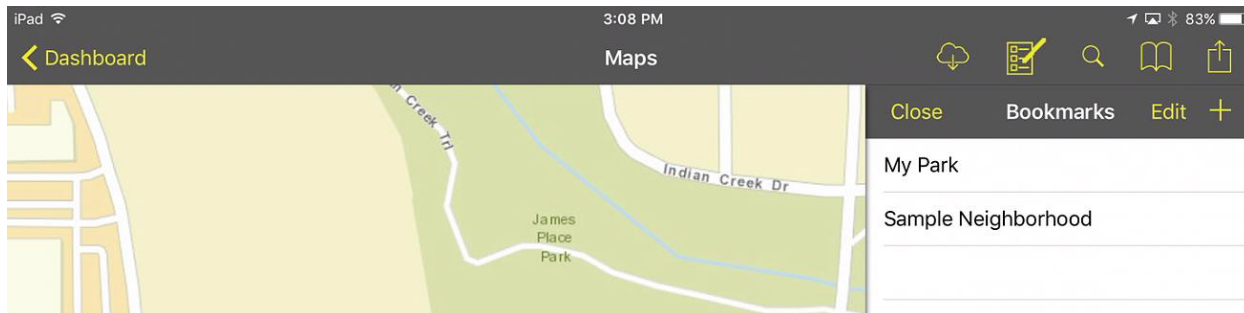 iPad 3:08 PM 83%
Dashboard Maps
Close Bookmarks Edit
My Park
Sample Neighborhood
Creek Trl
Indian Creek Dr
James
Place
Park